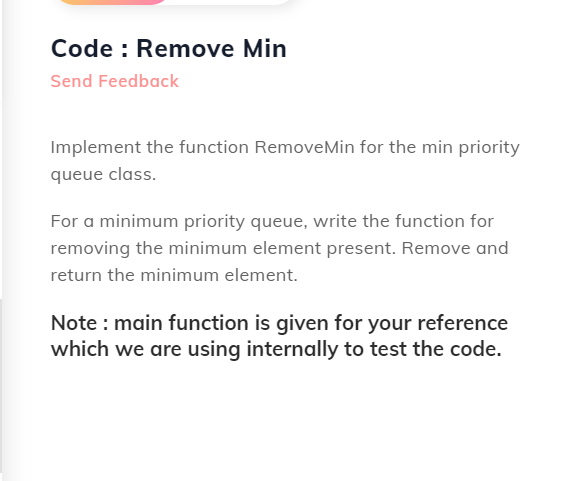 Code : Remove Min
Send Feedback
Implement the function RemoveMin for the min priority
queue class.
For a minimum priority queue, write the function for
removing the minimum element present. Remove and
return the minimum element.
Note : main function is given for your reference
which we are using internally to test the code.